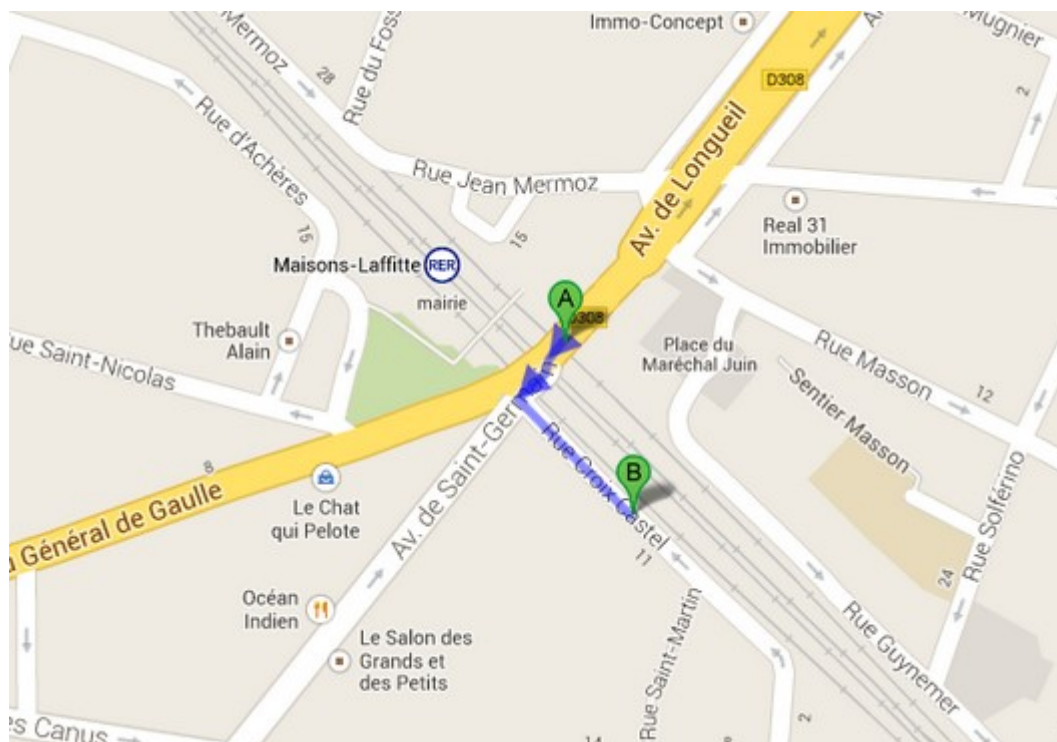 Immo-Concept
Mugnier
Mermoz
28
Rue du Foss
D308
2
Rue d'Achères
Rue Jean Mermoz
Av. de Longueil
15
15
Real 31
Immobilier
Maisons-Laffitte
RER
mairie
A
D308
Thebault
Alain
Place du
Maréchal Juin
Rue Masson
ue Saint-Nicolas
Sentier Masson
12
8
Le Chat
qui Pelote
Av. de Saint-Ger
Rue Croix Castel
B
Général de Gaulle
11
Rue Solférino
24
Océan
Indien
Le Salon des
Grands et
des Petits
Rue Saint-Martin
Rue Guynemer
es Canus
14
8
2